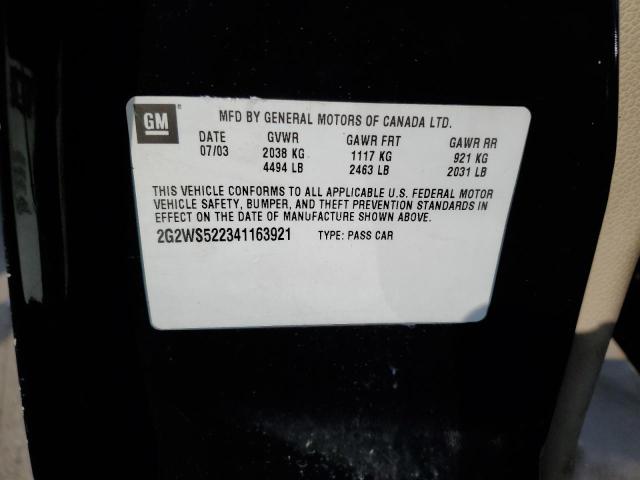 GM
MFD BY GENERAL MOTORS OF CANADA LTD.
DATE GVWR GAWR FRT GAWR RR
07/03 2038 KG 1117 KG 921 KG
4494 LB 2463 LB 2031 LB
THIS VEHICLE CONFORMS TO ALL APPLICABLE U.S. FEDERAL MOTOR
VEHICLE SAFETY, BUMPER, AND THEFT PREVENTION STANDARDS IN
EFFECT ON THE DATE OF MANUFACTURE SHOWN ABOVE.
2G2WS522341163921 TYPE: PASS CAR